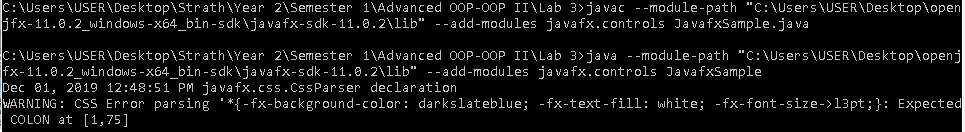 C:\Users\USER\Desktop\Strath\Year 2\Semester 1\Advanced OOP-OOP II\Lab 3>javac --module-path "C:\Users\USER\Desktop\open
jfx-11.0.2_windows-x64_bin-sdk\javafx-sdk-11.0.2\lib" --add-modules javafx.controls JavafxSample.java
C:\Users\USER\Desktop\Strath\Year 2\Semester 1\Advanced OOP-OOP II\Lab 3>java --module-path "C:\Users\USER\Desktop\openj
fx-11.0.2_windows-x64_bin-sdk\javafx-sdk-11.0.2\lib" --add-modules javafx.controls JavafxSample
Dec 01, 2019 12:48:51 PM javafx.css.CssParser declaration
WARNING: CSS Error parsing '*{-fx-background-color: darkslateblue; -fx-text-fill: white; -fx-font-size->l3pt;}: Expected
 COLON at [1,75]